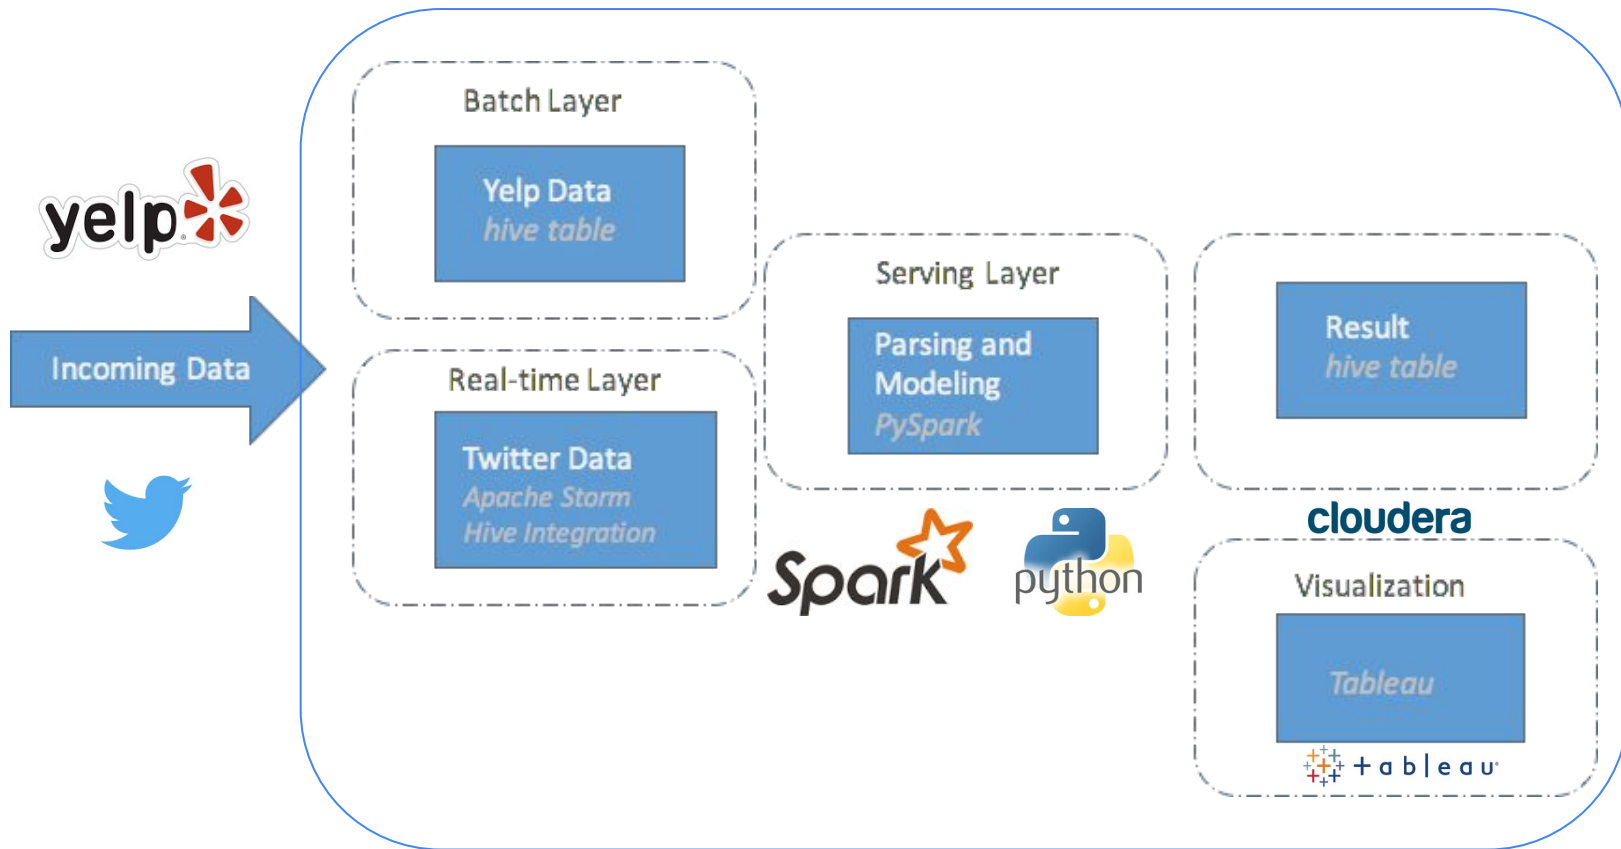 Batch Layer
Yelp Data
hive table
yelp
Incoming Data
Real-time Layer
Twitter Data
Apache Storm
Hive Integration
Serving Layer
Parsing and
Modeling
PySpark
Spark
python
Result
hive table
cloudera
Visualization
Tableau
+ableau